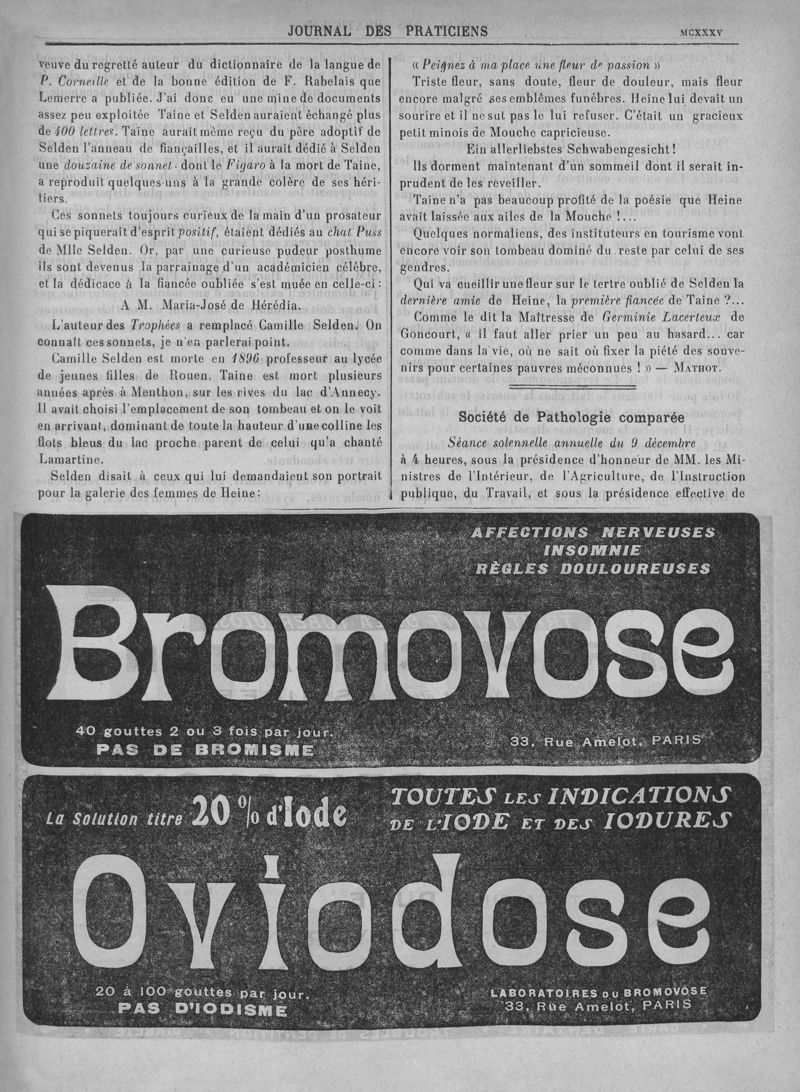 JOURNAL DES PRATICIENS
MCXXXV
veuve du regretté auteur du dictionnaire de la langue de
P. Corneille et de la bonne édition de F. Rabelais que
Lemerre a publiée. J'ai donc eu une mine de documents
assez peu exploitée Taine et Selden auraient échangé plus
de 400 lettres. Taine aurait même reçu du père adoptif de
Selden l'anneau de fiançailles, et il aurait dédié à Selden
une douzaine de sonnet dont le Figaro à la mort de Taine,
a reproduit quelques-uns à la grande colère de ses héri-
tiers.
Ces sonnets toujours curieux de la main d'un prosateur
qui se piquerait d'esprit positif, étaient dédiés au chat Puss
de Mlle Selden. Or, par une curieuse pudeur posthume
ils sont devenus la parrainage d'un académicien célèbre,
et la dédicace à la fiancée oubliée s'est muée en celle-ci :
A M. Maria-José de Hérédia.
L'auteur des Trophées a remplacé Camille Selden. On
connaît ces sonnets, je n'en parlerai point.
Camille Selden est morte en 1896 professeur au lycée
de jeunes filles de Rouen. Taine est mort plusieurs
années après à Menthon, sur les rives du lac d'Annecy.
Il avait choisi l'emplacement de son tombeau et on le voit
en arrivant, dominant de toute la hauteur d'une colline les
flots bleus du lac proche parent de celui qu'a chanté
Lamartine.
Selden disait à ceux qui lui demandaient son portrait
pour la galerie des femmes de Heine :
« Peignez à ma place une fleur de passion »
Triste fleur, sans doute, fleur de douleur, mais fleur
encore malgré ses emblêmes funèbres. Heine lui devait un
sourire et il ne sut pas le lui refuser. C'était un gracieux
petit minois de Mouche capricieuse.
Ein allerliebstes Schwabengesicht !
Ils dorment maintenant d'un sommeil dont il serait in-
prudent de les réveiller.
Taine n'a pas beaucoup profité de la poésie que Heine
avait laissée aux ailes de la Mouche !...
Quelques normaliens, des instituteurs en tourisme vont
encore voir son tombeau dominé du reste par celui de ses
gendres.
Qui va cueillir une fleur sur le tertre oublié de Selden la
dernière amie de Heine, la première fiancée de Taine ?...
Comme le dit la Maîtresse de Germinie Lacerteux de
Goncourt, « il faut aller prier un peu au hasard... car
comme dans la vie, où ne sait où fixer la piété des souve-
nirs pour certaines pauvres méconnues ! » — MATHOT.
Société de Pathologie comparée
Séance solennelle annuelle du 9 décembre
à 4 heures, sous la présidence d'honneur de MM. les Mi-
nistres de l'Intérieur, de l'Agriculture, de l'Instruction
publique, du Travail, et sous la présidence effective de
AFFECTIONS NERVEUSES
INSOMNIE
RÈGLES DOULOUREUSES
Bromovose
40 gouttes 2 ou 3 fois par jour.
PAS DE BROMISME
33, Rue Amelot, PARIS
La Solution titre 20 % d'Iode
TOUTES LES INDICATIONS
DE L'IODE ET DES IODURES
Oviodose
20 à 100 gouttes par jour.
PAS D'IODISME
LABORATOIRES DU BROMOVOSE
33, Rue Amelot, PARIS